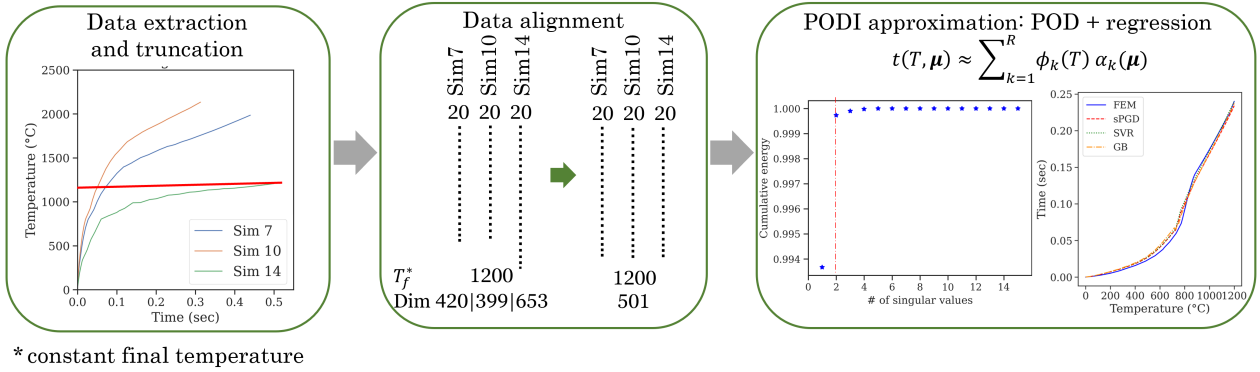 Data extraction
and truncation
2500
2000
1500
1000
500
0
Temperature (°C)
0.0 0.1 0.2 0.3 0.4 0.5
Time (sec)
Sim 7
Sim 10
Sim 14
* constant final temperature
Data alignment
Sim7 Sim10 Sim14 Sim7 Sim10 Sim14
20 20 20 20 20 20
T_f^* 1200 1200
Dim 420|399|653 501
PODI approximation: POD + regression
t(T, μ) ≈ ∑_{k=1}^{R} ϕ_k(T) α_k(μ)
1.000
0.999
0.998
0.997
0.996
0.995
0.994
Cumulative energy
0 2 4 6 8 10 12 14
# of singular values
0.25
0.20
0.15
0.10
0.05
0.00
Time (sec)
FEM
sPGD
SVR
GB
0 200 400 600 800 1000 1200
Temperature (°C)